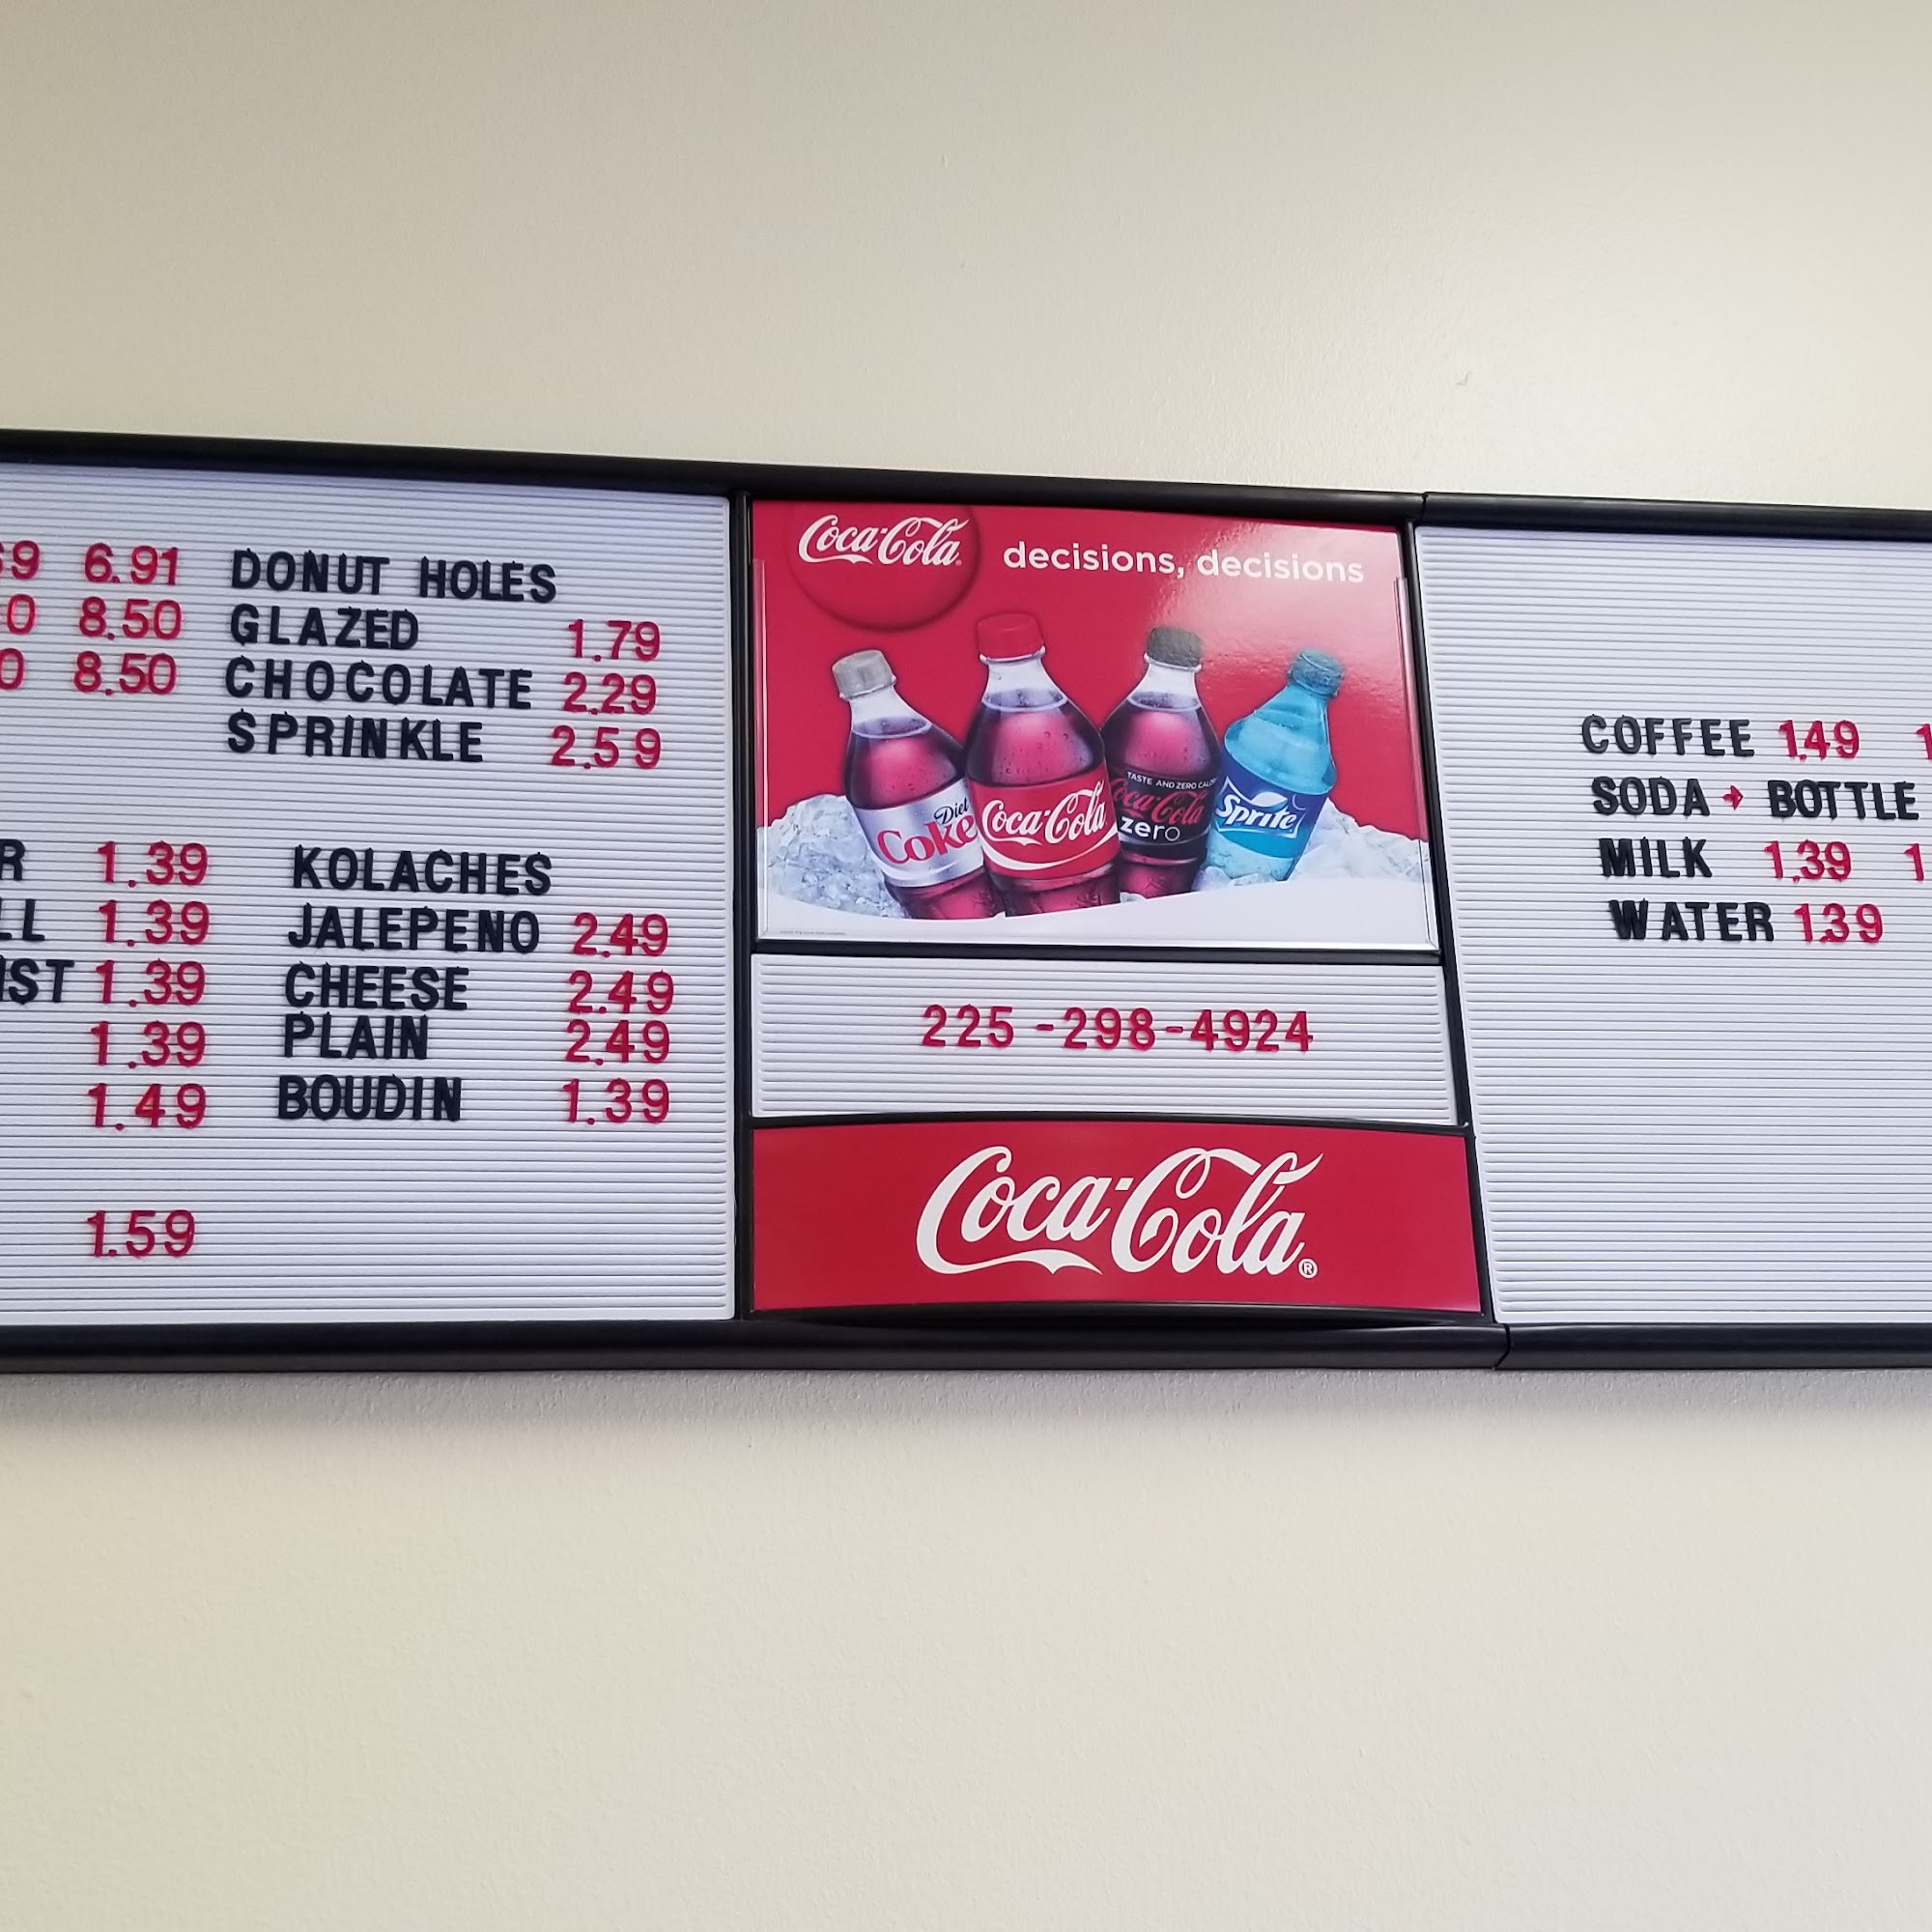 6.91 DONUT HOLES
8.50 GLAZED 1.79
8.50 CHOCOLATE 2.29
SPRINKLE 2.59
1.39 KOLACHES
1.39 JALEPENO 2.49
1.39 CHEESE 2.49
1.39 PLAIN 2.49
1.49 BOUDIN 1.39
1.59
Coca-Cola decisions, decisions
Diet Coke
Coca-Cola
TASTE AND ZERO
Coca-Cola zero
Sprite
225-298-4924
Coca-Cola®
COFFEE 1.49
SODA → BOTTLE
MILK 1.39
WATER 1.39